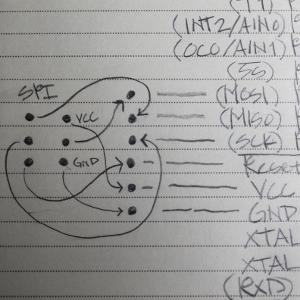 (T1)
(INT2/AIN0)
(OC0/AIN1)
(SS)
SPI
(MOSI)
VCC
(MISO)
(SCK)
GND
Reset
VCC
GND
XTAL
XTAL
(RXD)